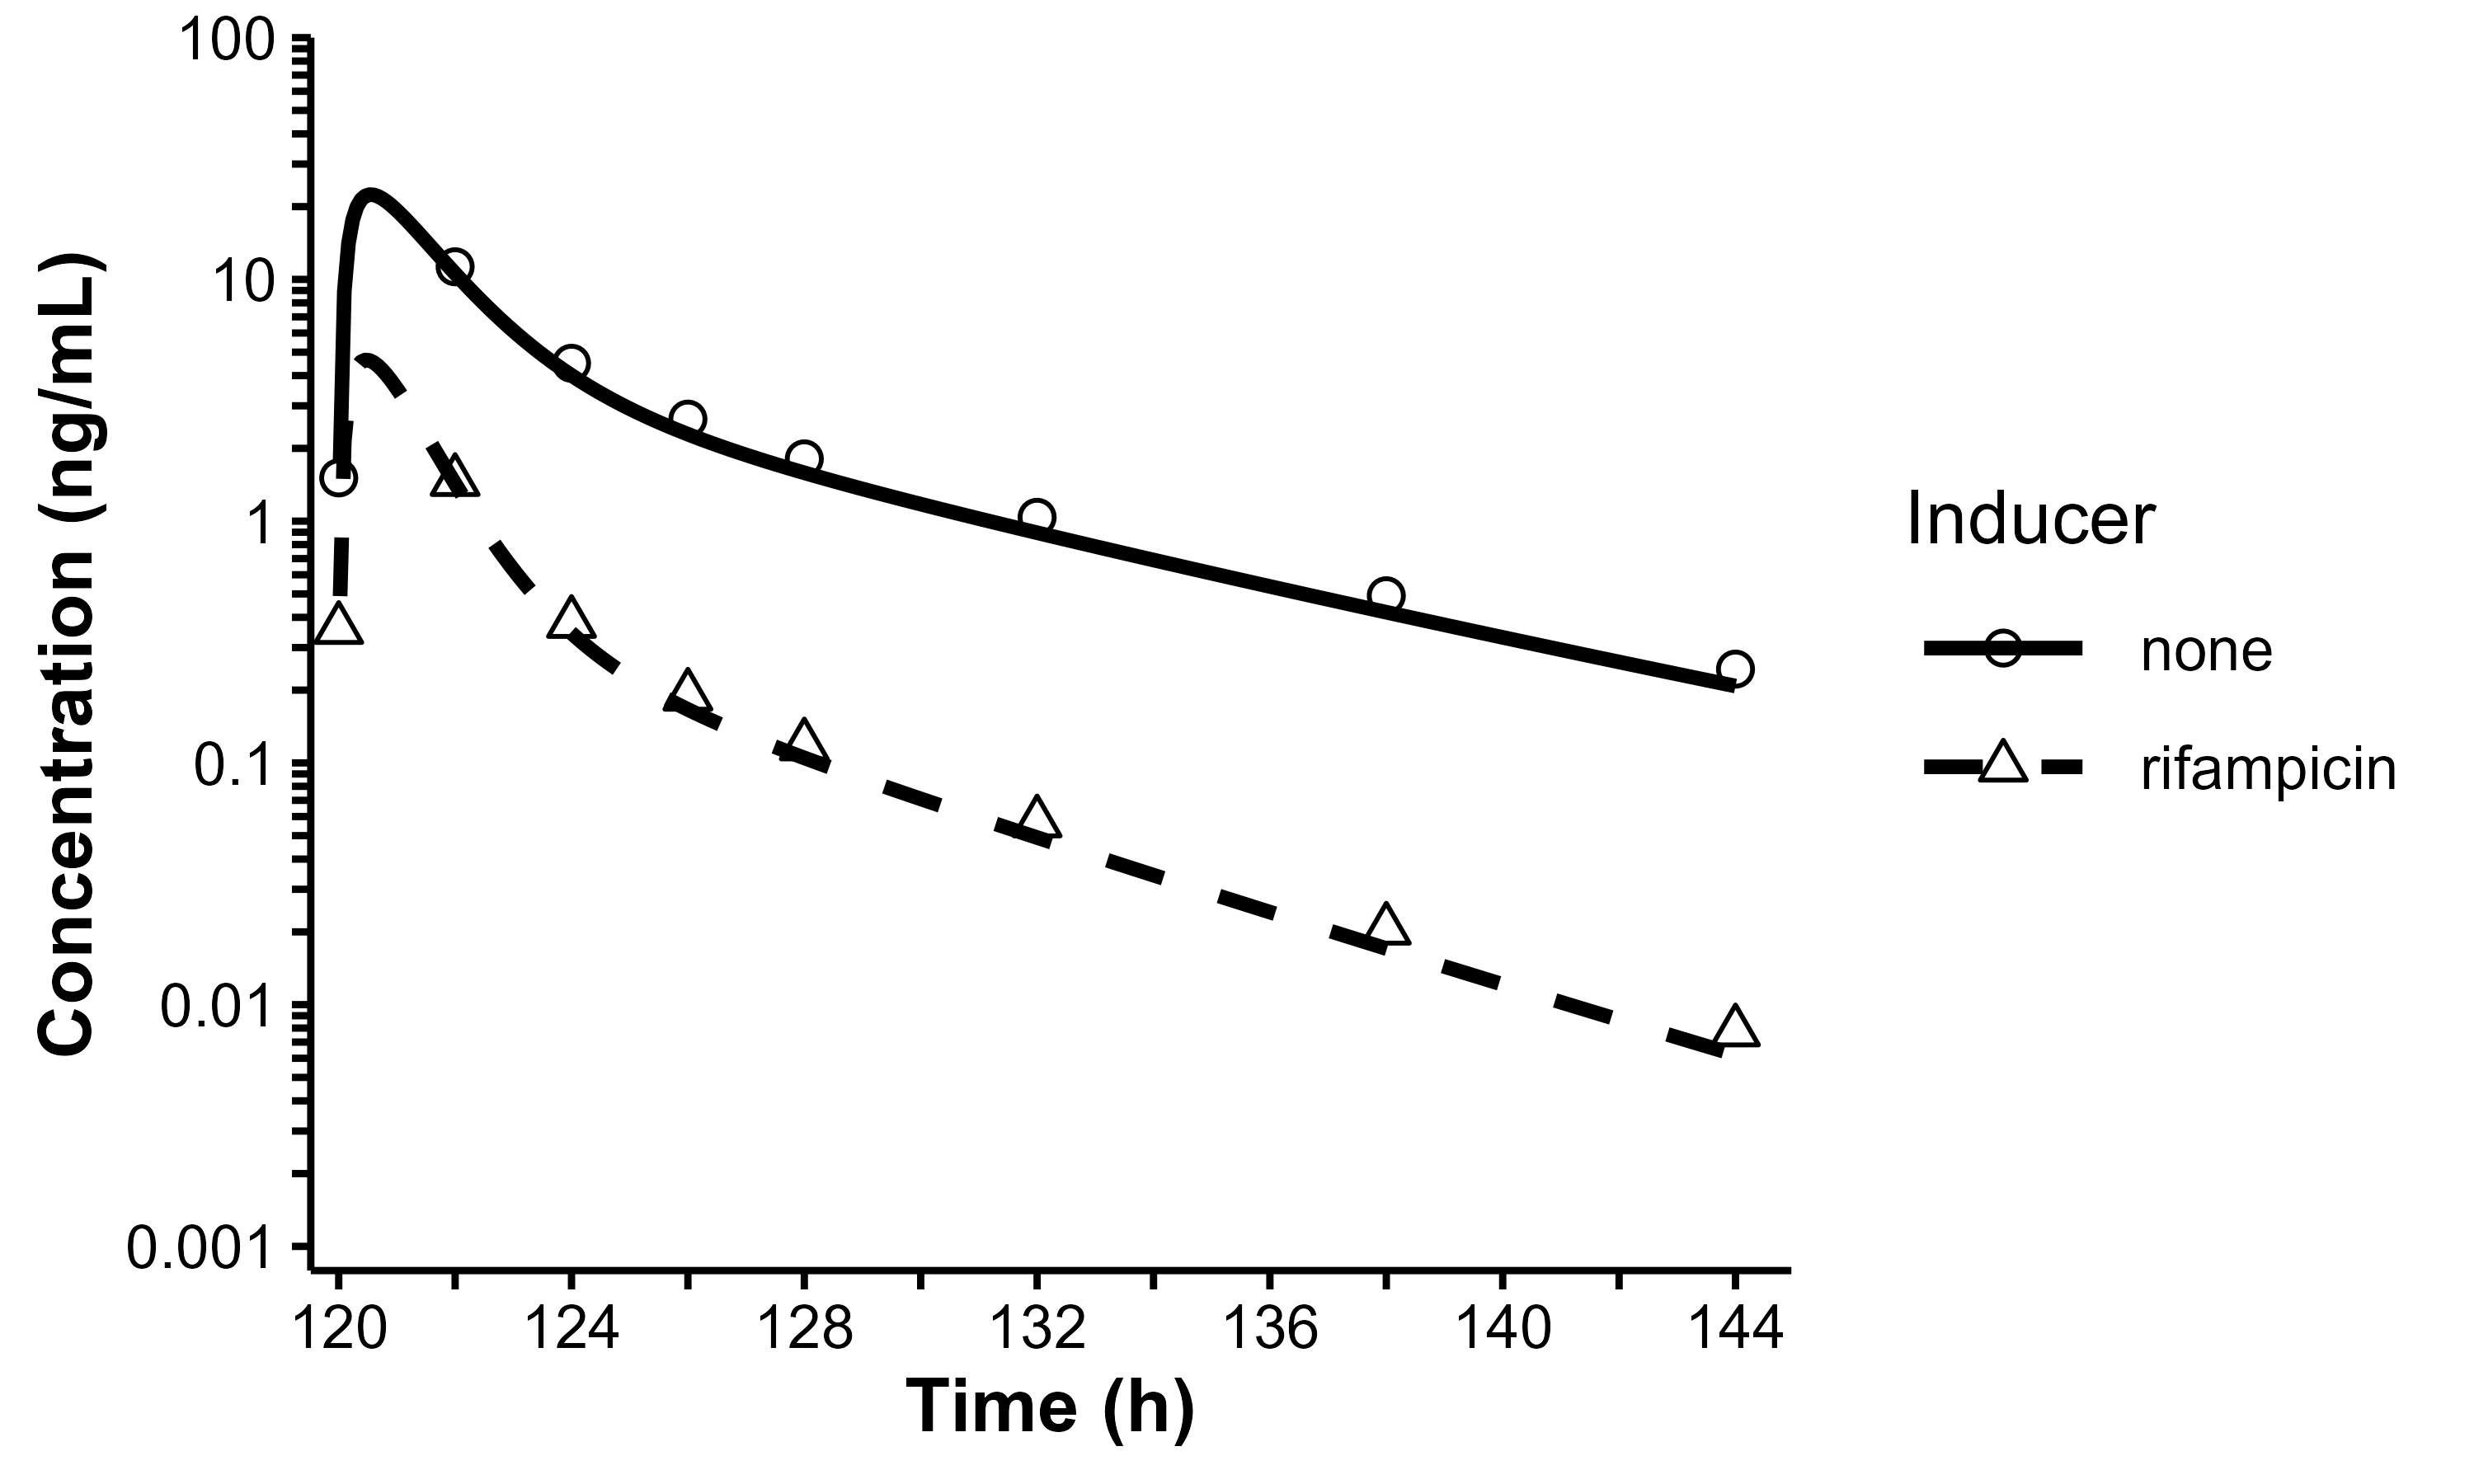 100
10
1
0.1
0.01
0.001
Concentration (ng/mL)
120 124 128 132 136 140 144
Time (h)
Inducer
none
rifampicin